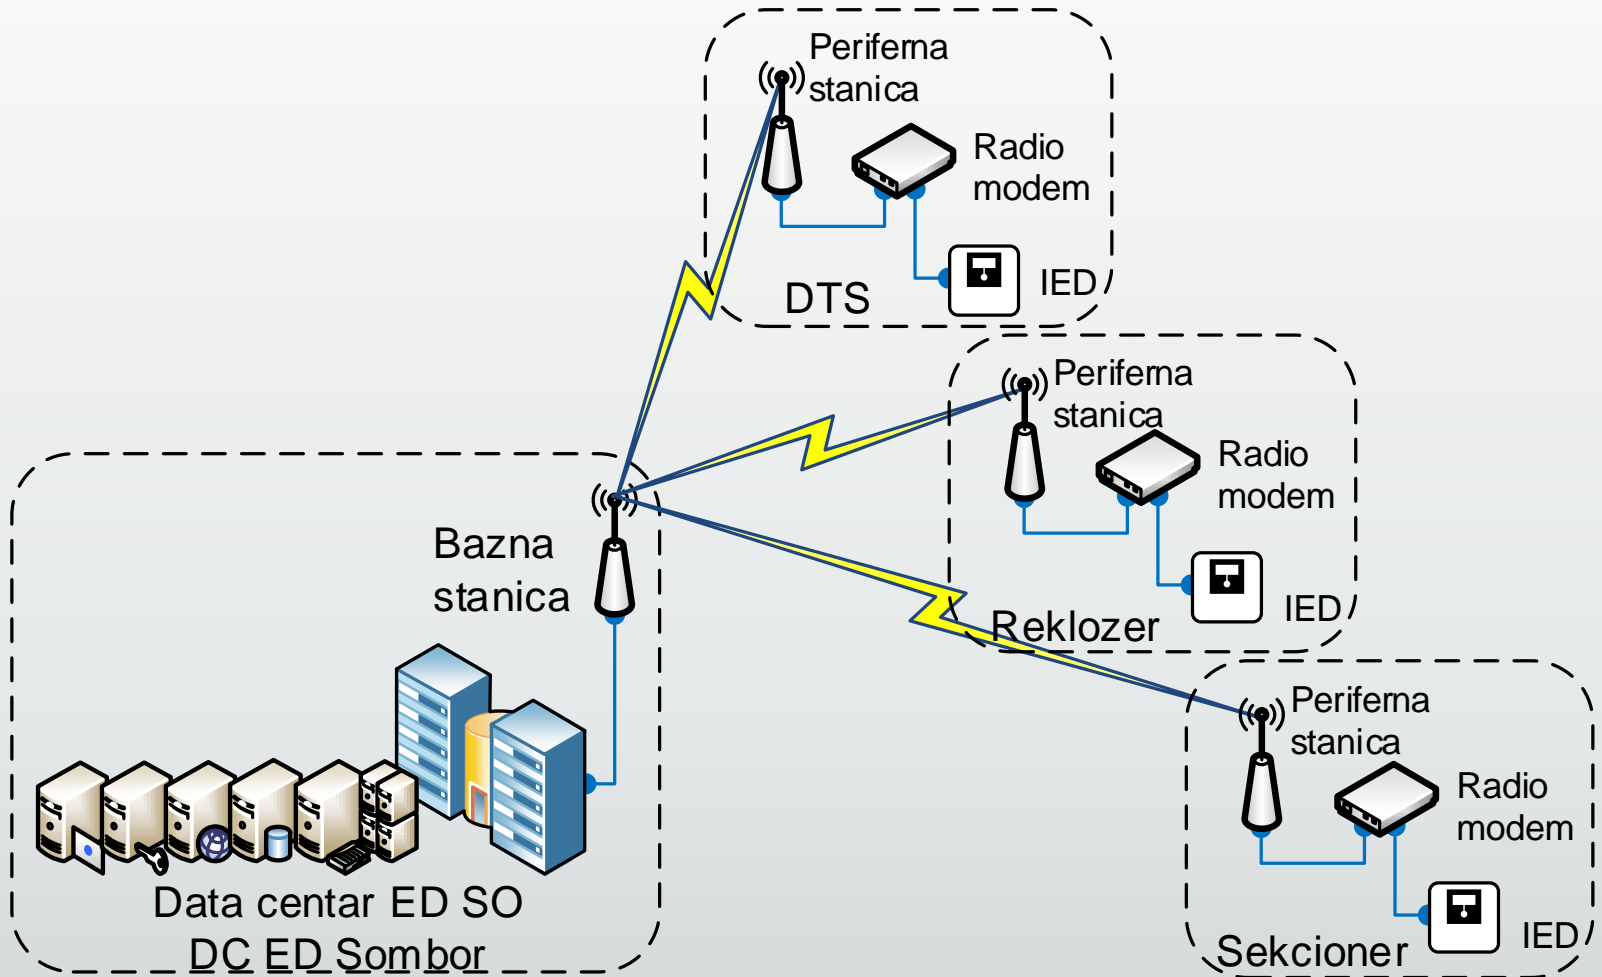 Periferna
stanica
Radio
modem
IED
DTS
Periferna
stanica
Radio
modem
IED
Reklozer
Bazna
stanica
Periferna
stanica
Radio
modem
IED
Sekcioner
Data centar ED SO
DC ED Sombor